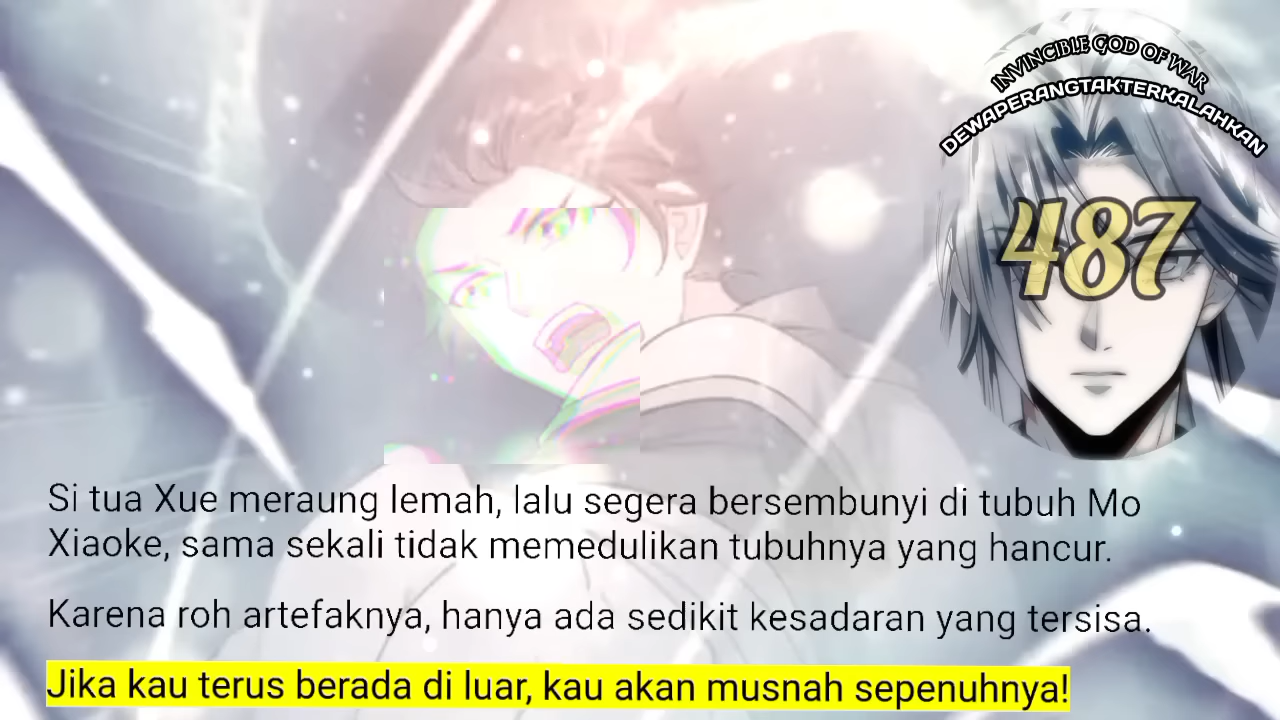 INVINCIBLE GOD OF WAR
DEWAPERANGTAKTERKALAHKAN
487
Si tua Xue meraung lemah, lalu segera bersembunyi di tubuh Mo
Xiaoke, sama sekali tidak memedulikan tubuhnya yang hancur.
Karena roh artefaknya, hanya ada sedikit kesadaran yang tersisa.
Jika kau terus berada di luar, kau akan musnah sepenuhnya!